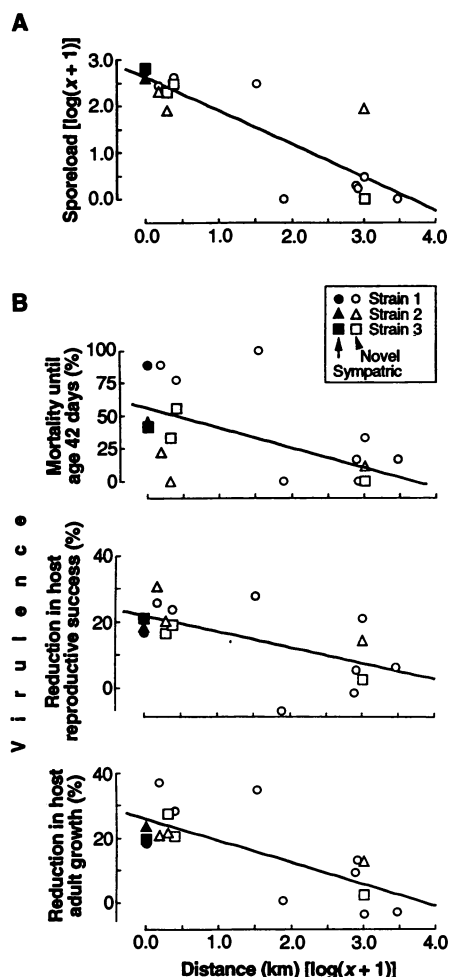 A
Sporeload [log(x + 1)]
3.0
2.0
1.0
0.0
0.0
1.0
2.0
3.0
4.0
B
Strain 1
Strain 2
Strain 3
Novel
Sympatric
Virulence
Mortality until
age 42 days (%)
100
75
50
25
0
Reduction in host
reproductive success (%)
40
20
0
Reduction in host
adult growth (%)
40
20
0
0.0
1.0
2.0
3.0
4.0
Distance (km) [log(x + 1)]